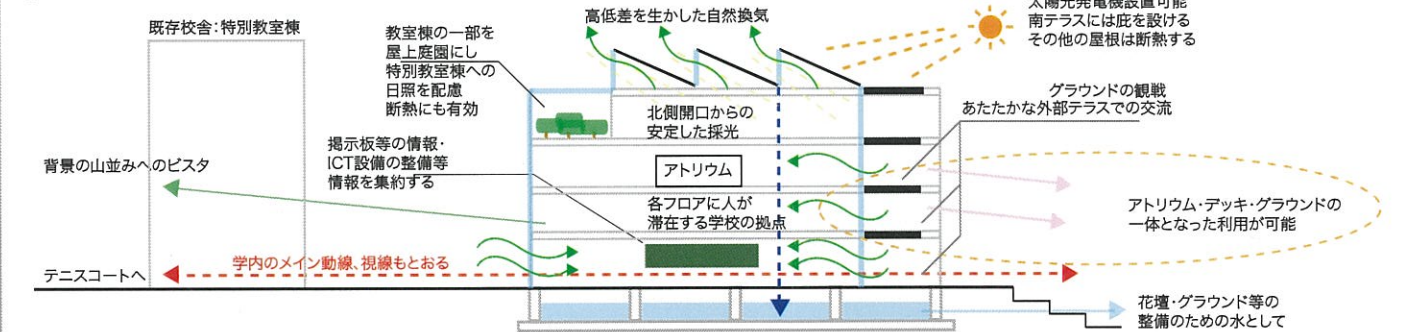 既存校舎：特別教室棟
教室棟の一部を
屋上庭園にし
特別教室棟への
日照を配慮
断熱にも有効
高低差を生かした自然換気
太陽光発電機設置可能
南テラスには庇を設ける
その他の屋根は断熱する
グラウンドの観戦
あたたかな外部テラスでの交流
北側開口からの
安定した採光
掲示板等の情報・
ICT設備の整備等
情報を集約する
背景の山並みへのビスタ
アトリウム
各フロアに人が
滞在する学校の拠点
アトリウム・デッキ・グラウンドの
一体となった利用が可能
テニスコートへ
学内のメイン動線、視線もとおる
花壇・グラウンド等の
整備のための水として